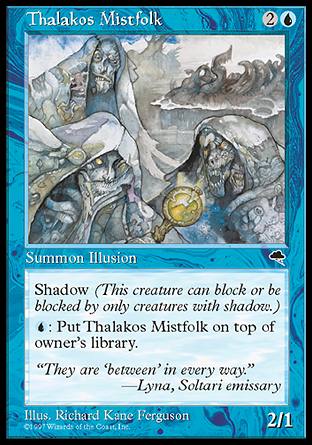 Thalakos Mistfolk 2
Summon Illusion
Shadow (This creature can block or be
blocked by only creatures with shadow.)
: Put Thalakos Mistfolk on top of
owner's library.
"They are 'between' in every way."
—Lyna, Soltari emissary
Illus. Richard Kane Ferguson
©1997 Wizards of the Coast, Inc.
2/1